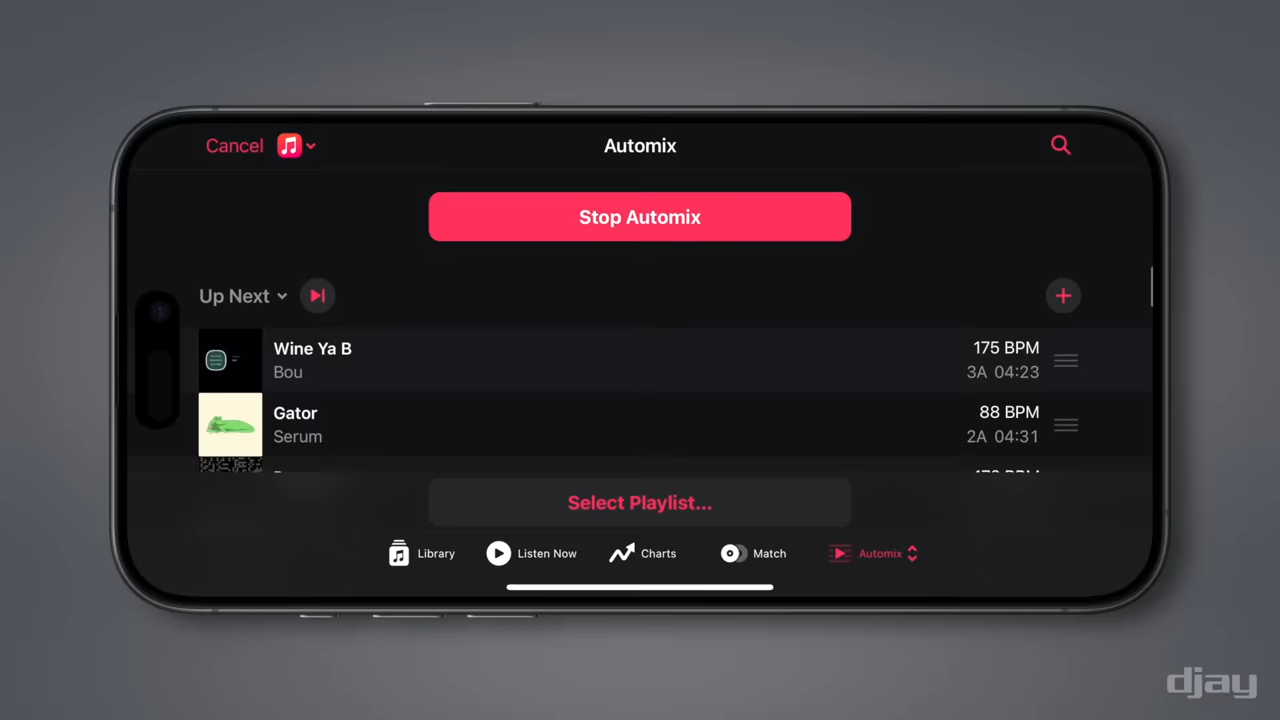 Cancel
Automix
Stop Automix
Up Next
Wine Ya B
175 BPM
Bou
3A 04:23
Gator
88 BPM
Serum
2A 04:31
Select Playlist...
Library
Listen Now
Charts
Match
Automix
djay